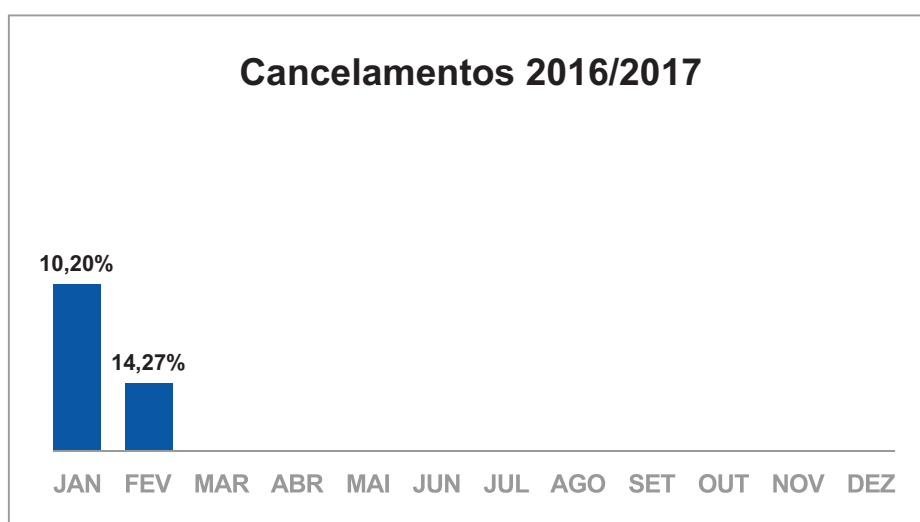 Cancelamentos 2016/2017
10,20%
14,27%
JAN FEV MAR ABR MAI JUN JUL AGO SET OUT NOV DEZ